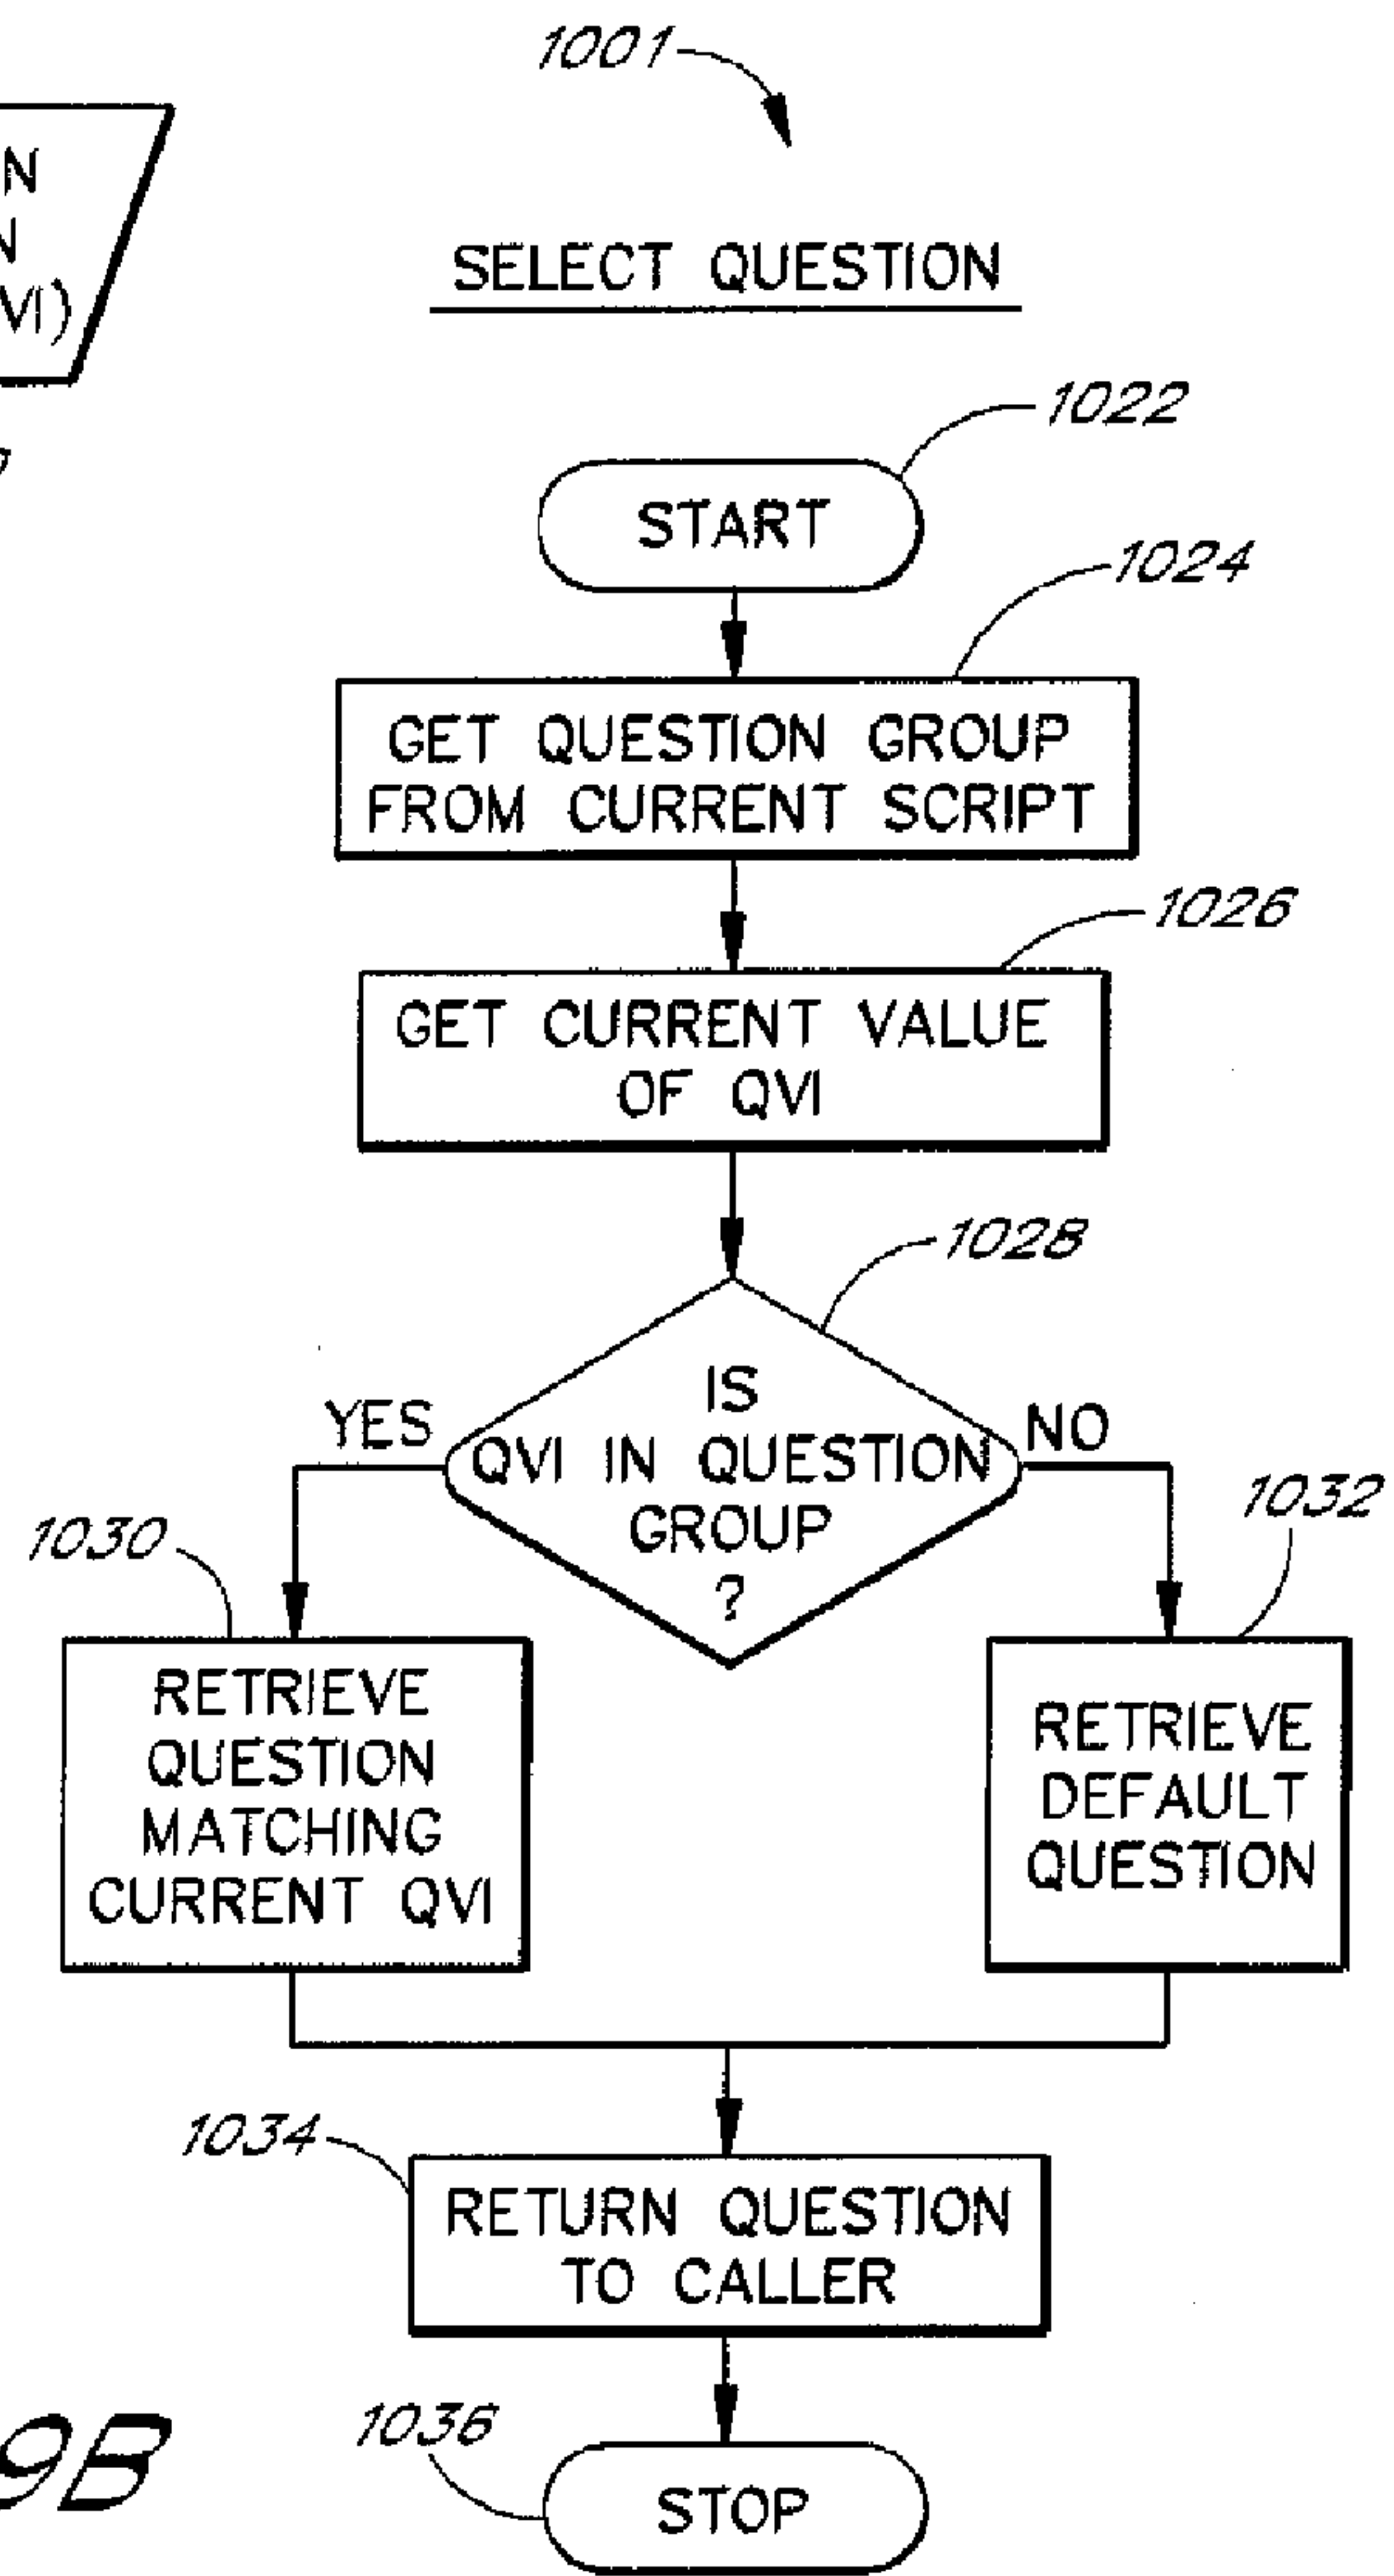 1001
N
N
VI)
SELECT QUESTION
1022
START
1024
GET QUESTION GROUP
FROM CURRENT SCRIPT
1026
GET CURRENT VALUE
OF QVI
1028
IS
QVI IN QUESTION
GROUP
?
YES
NO
1030
1032
RETRIEVE
QUESTION
MATCHING
CURRENT QVI
RETRIEVE
DEFAULT
QUESTION
1034
RETURN QUESTION
TO CALLER
1036
STOP
9B